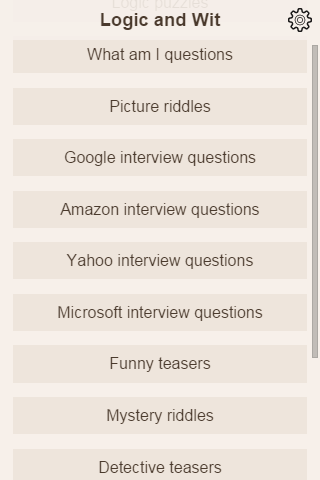 Logic puzzles
Logic and Wit
What am I questions
Picture riddles
Google interview questions
Amazon interview questions
Yahoo interview questions
Microsoft interview questions
Funny teasers
Mystery riddles
Detective teasers